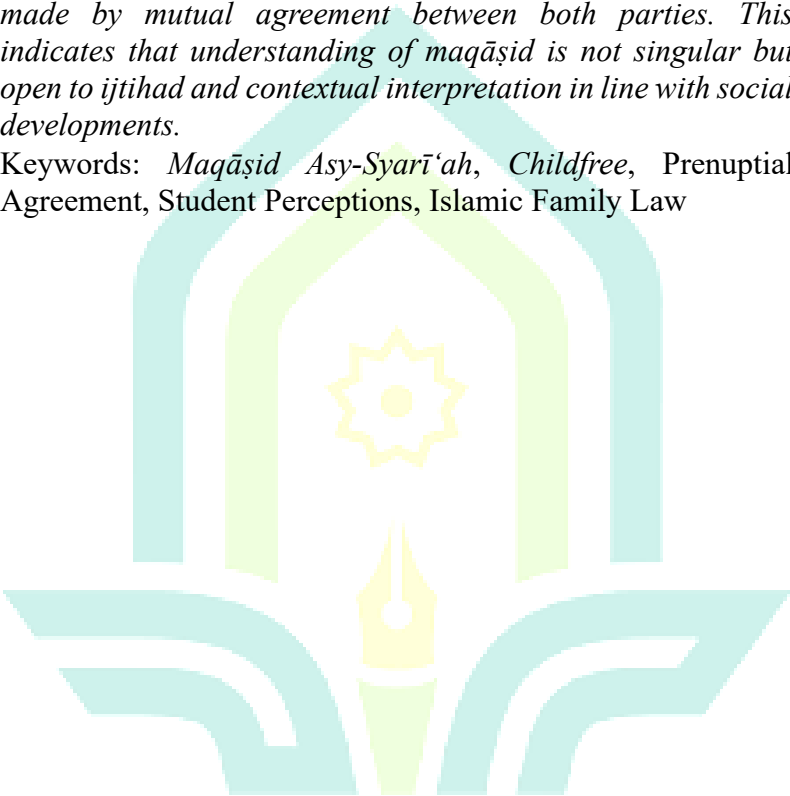 made by mutual agreement between both parties. This
indicates that understanding of maqāṣid is not singular but
open to ijtihad and contextual interpretation in line with social
developments.
Keywords: Maqāṣid Asy-Syarī‘ah, Childfree, Prenuptial
Agreement, Student Perceptions, Islamic Family Law